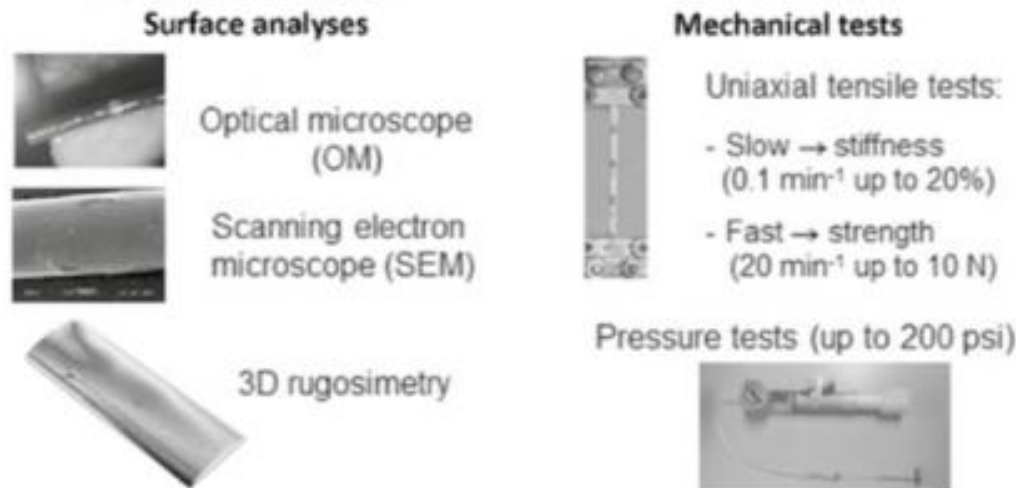 Surface analyses
Optical microscope
(OM)
Scanning electron
microscope (SEM)
3D rugosimetry
Mechanical tests
Uniaxial tensile tests:
- Slow → stiffness
(0.1 min⁻¹ up to 20%)
- Fast → strength
(20 min⁻¹ up to 10 N)
Pressure tests (up to 200 psi)